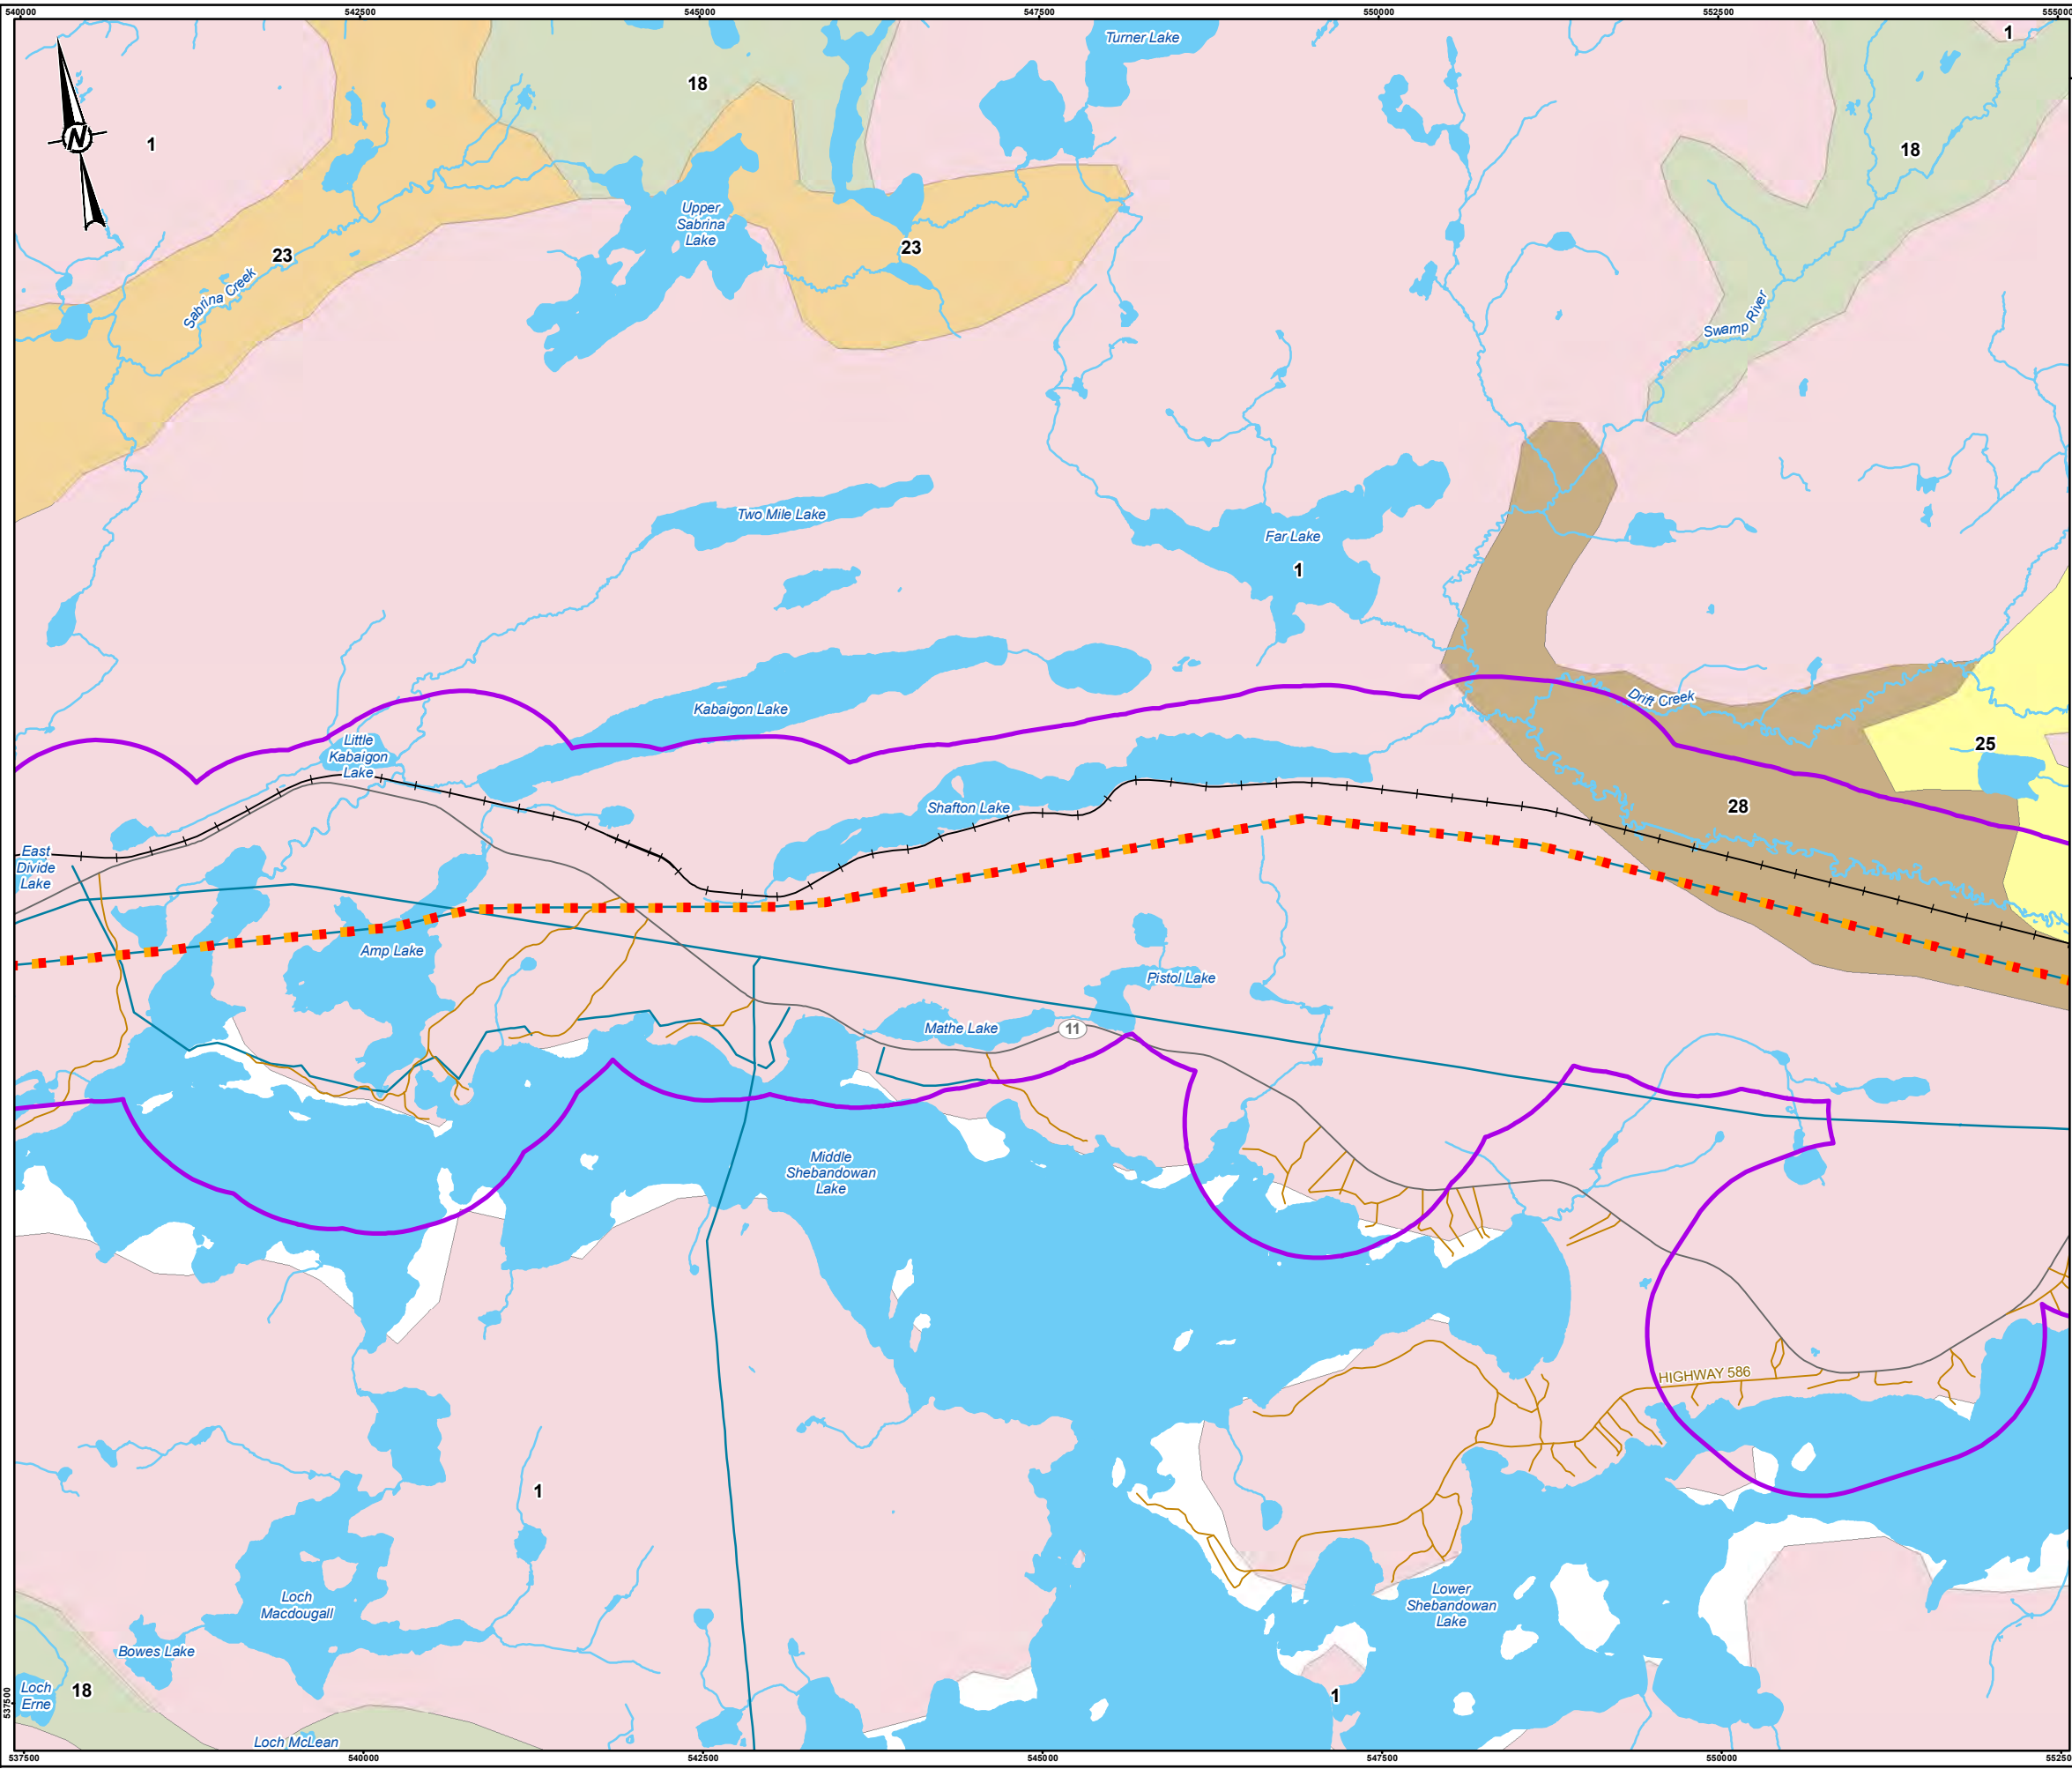 540000
542500
545000
547500
550000
552500
555000
Turner Lake
1
18
N
1
18
Upper
Sabrina
Lake
23
23
Sabrina Creek
Swamp River
Two Mile Lake
Far Lake
1
Drift Creek
Kabaigon Lake
Little
Kabaigon
Lake
25
28
Shafton Lake
East
Divide
Lake
Amp Lake
Pistol Lake
Mathe Lake
11
Middle
Shebandowan
Lake
HIGHWAY 586
1
Loch
Macdougall
Lower
Shebandowan
Lake
Bowes Lake
Loch
Erne
18
1
Loch McLean
537500
537500
540000
542500
545000
547500
550000
552500